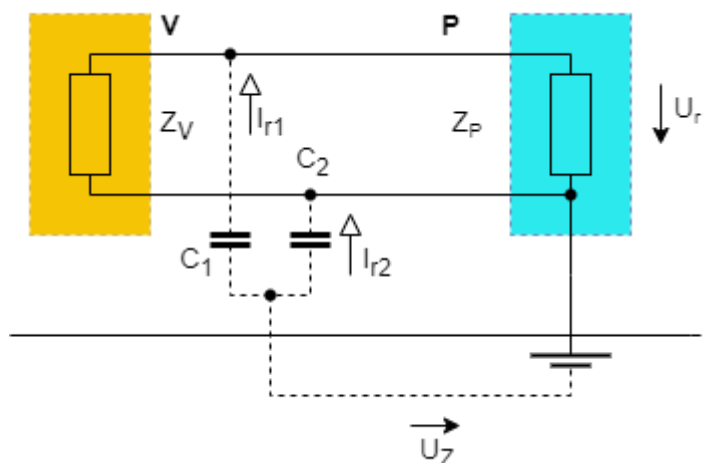 V
P
Z_V
I_r1
Z_P
U_r
C_2
C_1
I_r2
U_Z